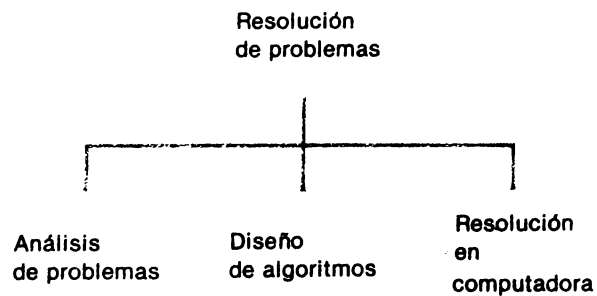 Resolución
de problemas
Análisis
de problemas
Diseño
de algoritmos
Resolución
en
computadora